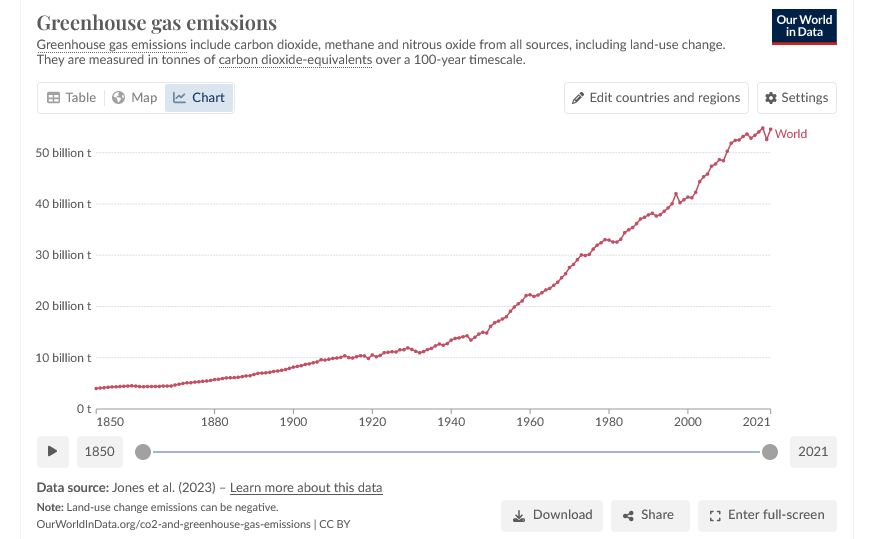 Greenhouse gas emissions
Our World
in Data
Greenhouse gas emissions include carbon dioxide, methane and nitrous oxide from all sources, including land-use change.
They are measured in tonnes of carbon dioxide-equivalents over a 100-year timescale.
Table
Map
Chart
Edit countries and regions
Settings
World
50 billion t
40 billion t
30 billion t
20 billion t
10 billion t
0 t
1850 1880 1900 1920 1940 1960 1980 2000 2021
1850
2021
Data source: Jones et al. (2023) – Learn more about this data
Note: Land-use change emissions can be negative.
OurWorldInData.org/co2-and-greenhouse-gas-emissions | CC BY
Download
Share
Enter full-screen